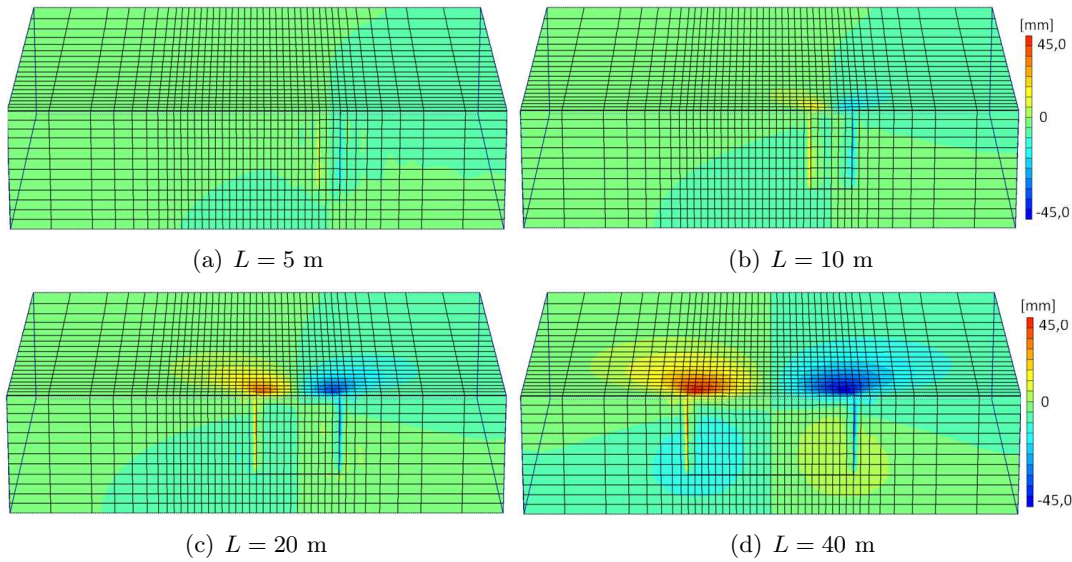 [mm]
45,0
0
-45,0
(a) L = 5 m
(b) L = 10 m
[mm]
45,0
0
-45,0
(c) L = 20 m
(d) L = 40 m